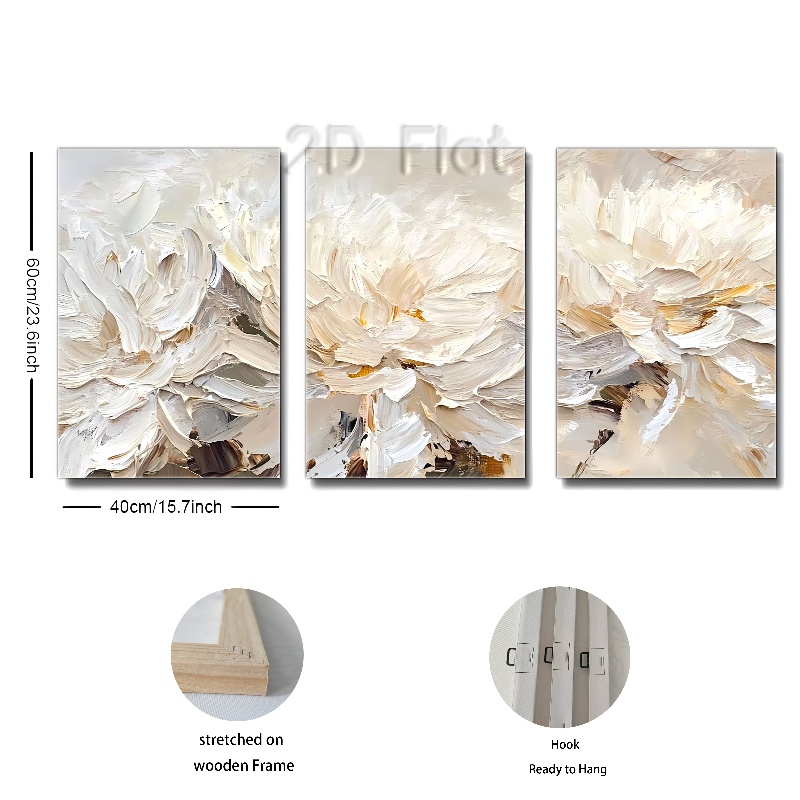 2D Flat
60cm/23.6inch
40cm/15.7inch
stretched on
wooden Frame
Hook
Ready to Hang